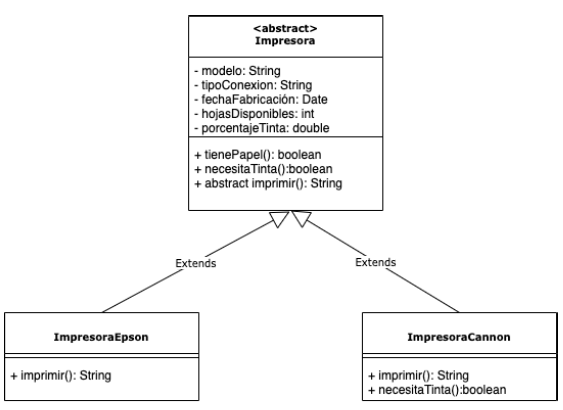 <abstract>
Impresora
- modelo: String
- tipoConexion: String
- fechaFabricación: Date
- hojasDisponibles: int
- porcentajeTinta: double
+ tienePapel(): boolean
+ necesitaTinta():boolean
+ abstract imprimir(): String
Extends
Extends
ImpresoraEpson
+ imprimir(): String
ImpresoraCannon
+ imprimir(): String
+ necesitaTinta():boolean